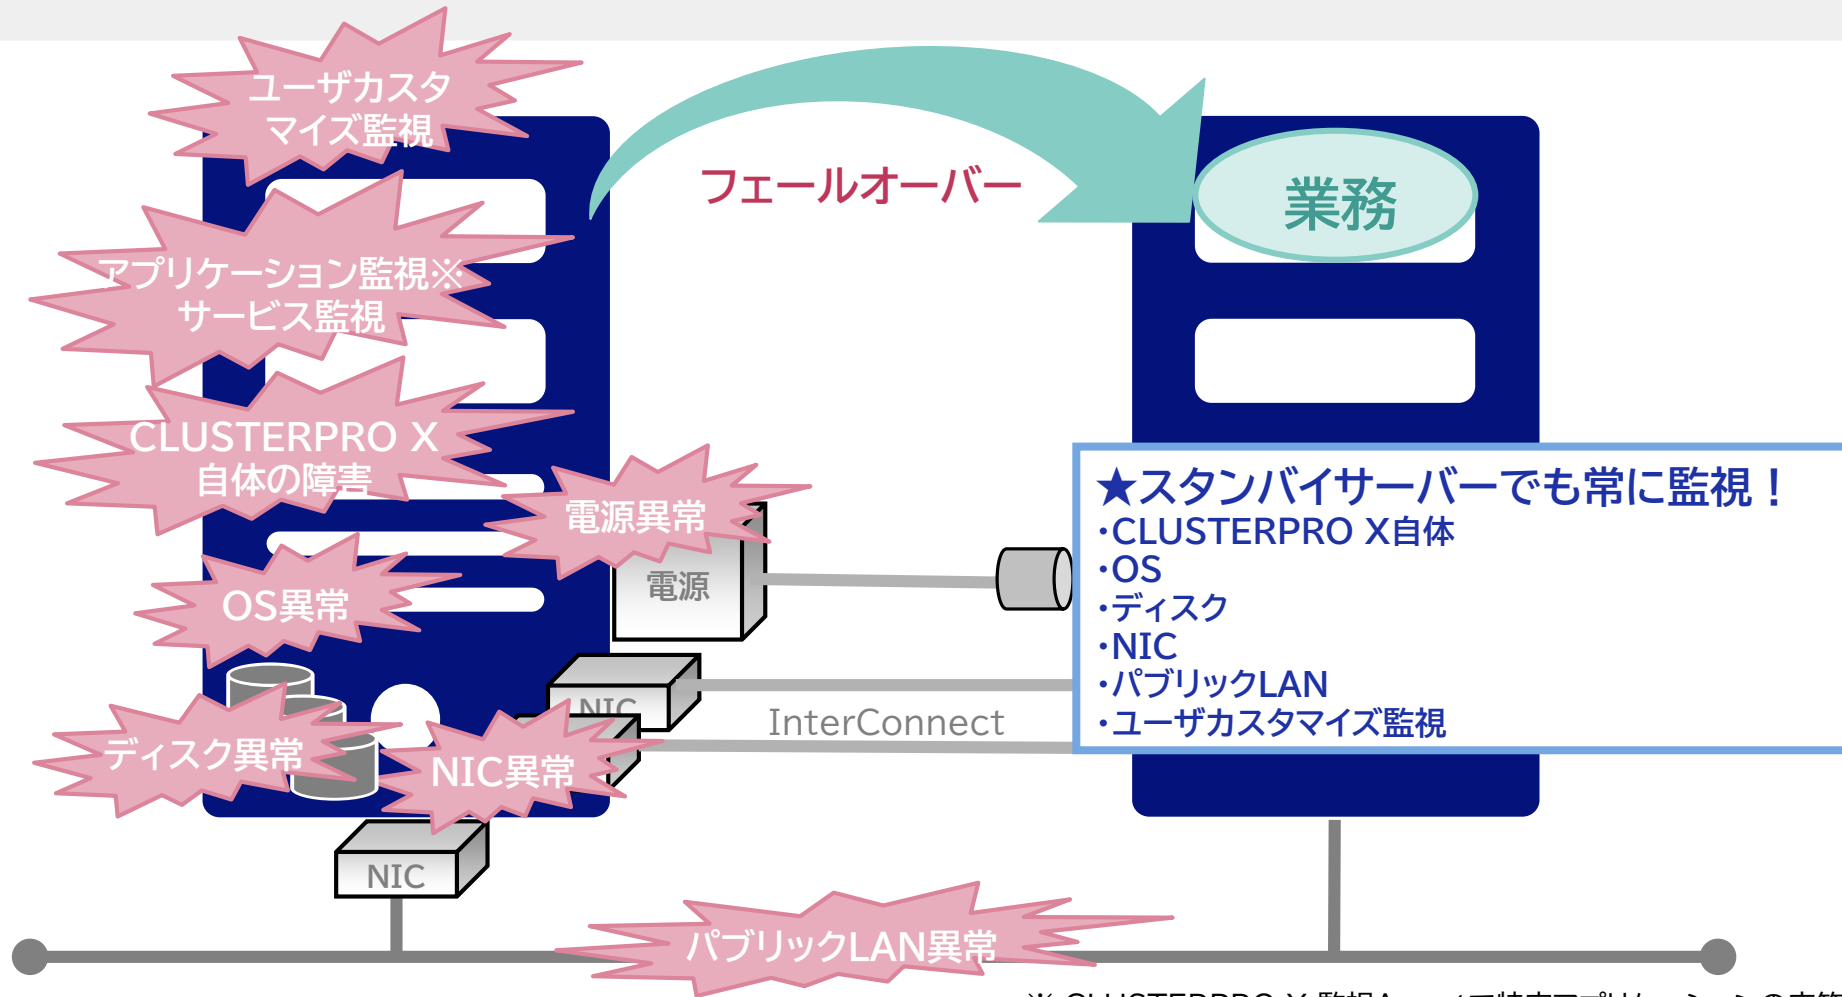 ユーザカスタ
マイズ監視
フェールオーバー
業務
アプリケーション監視※
サービス監視
CLUSTERPRO X
自体の障害
電源異常
電源
★スタンバイサーバーでも常に監視！
・CLUSTERPRO X自体
・OS
・ディスク
・NIC
・パブリックLAN
・ユーザカスタマイズ監視
OS異常
NIC
InterConnect
ディスク異常
NIC異常
NIC
パブリックLAN異常
※ CLUSTERPRO X 監視